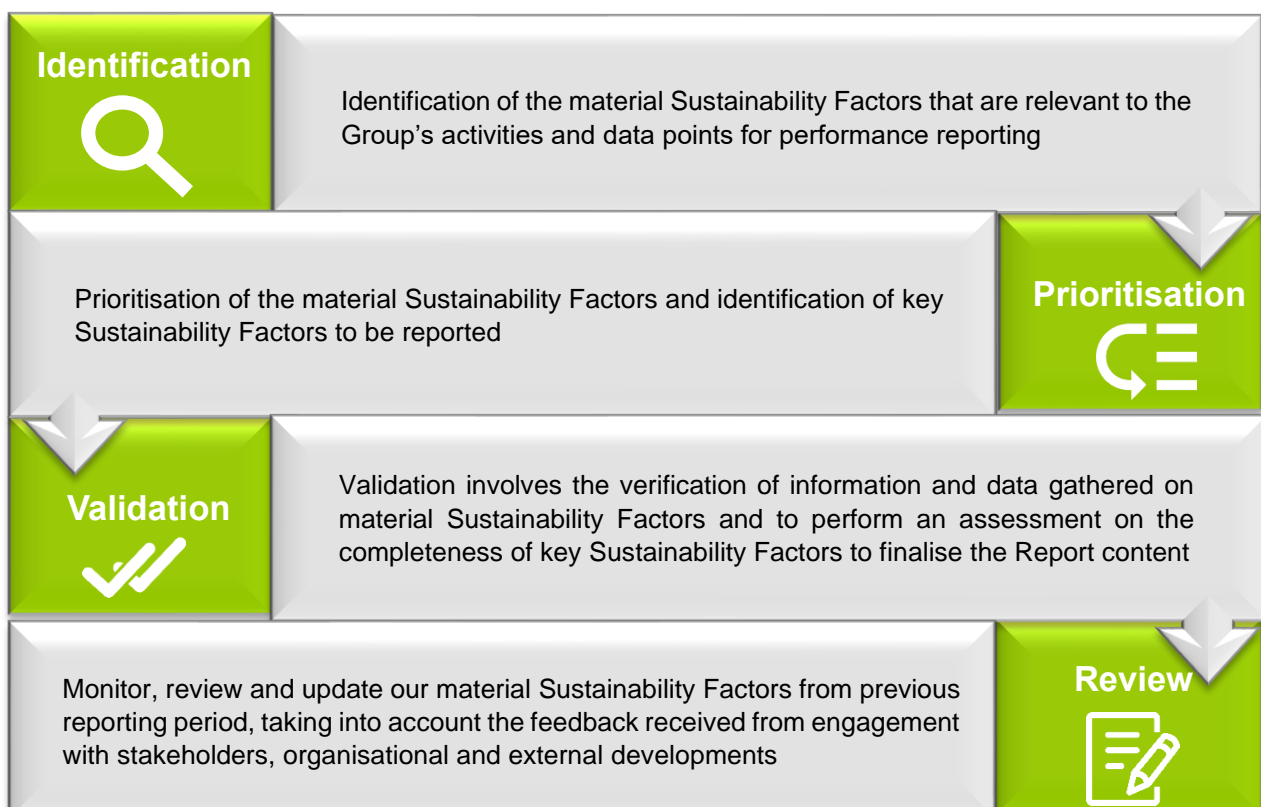 Identification
Identification of the material Sustainability Factors that are relevant to the
Group’s activities and data points for performance reporting
Prioritisation of the material Sustainability Factors and identification of key
Sustainability Factors to be reported
Prioritisation
Validation
Validation involves the verification of information and data gathered on
material Sustainability Factors and to perform an assessment on the
completeness of key Sustainability Factors to finalise the Report content
Monitor, review and update our material Sustainability Factors from previous
reporting period, taking into account the feedback received from engagement
with stakeholders, organisational and external developments
Review